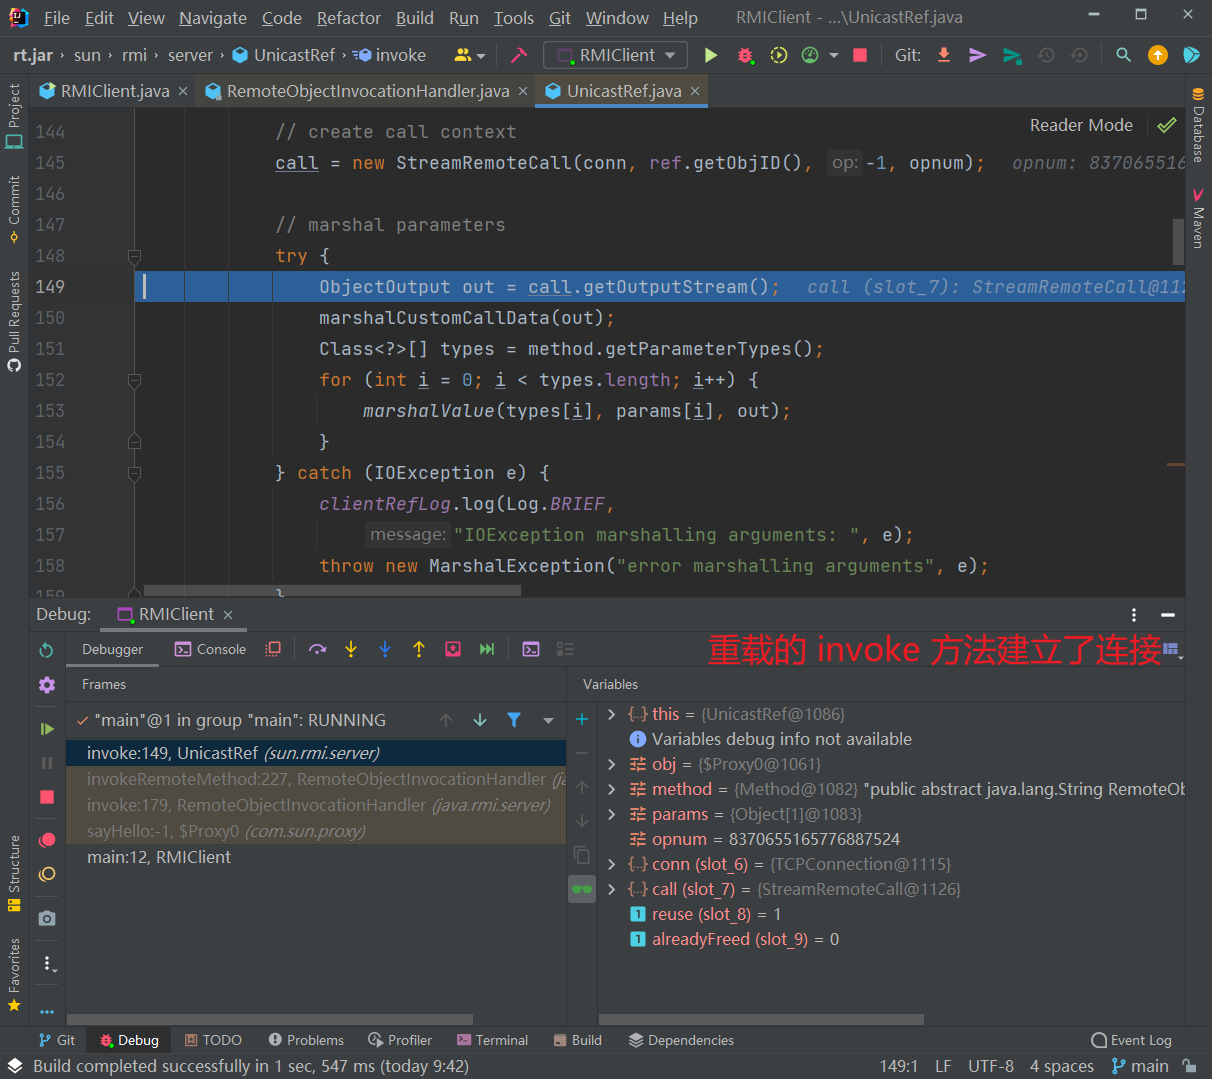 File Edit View Navigate Code Refactor Build Run Tools Git Window Help RMIClient - ...\UnicastRef.java
rt.jar sun rmi server UnicastRef invoke RMIClient Git:
RMIClient.java RemoteObjectInvocationHandler.java UnicastRef.java
Reader Mode
144 // create call context
145 call = new StreamRemoteCall(conn, ref.getObjID(), op: -1, opnum); opnum: 837065516
146
147 // marshal parameters
148 try {
149 ObjectOutput out = call.getOutputStream(); call (slot_7): StreamRemoteCall@112
150 marshalCustomCallData(out);
151 Class<?>[] types = method.getParameterTypes();
152 for (int i = 0; i < types.length; i++) {
153 marshalValue(types[i], params[i], out);
154 }
155 } catch (IOException e) {
156 clientRefLog.log(Log.BRIEF,
157 message: "IOException marshalling arguments: ", e);
158 throw new MarshalException("error marshalling arguments", e);
159 }
Project
Commit
Pull Requests
Structure
Favorites
Database
Maven
Debug: RMIClient
Debugger Console
重载的 invoke 方法建立了连接
Frames
"main"@1 in group "main": RUNNING
invoke:149, UnicastRef (sun.rmi.server)
invokeRemoteMethod:227, RemoteObjectInvocationHandler (ja
invoke:179, RemoteObjectInvocationHandler (java.rmi.server)
sayHello:-1, $Proxy0 (com.sun.proxy)
main:12, RMIClient
Variables
this = {UnicastRef@1086}
Variables debug info not available
obj = {$Proxy0@1061}
method = {Method@1082} "public abstract java.lang.String RemoteOb
params = {Object[1]@1083}
opnum = 8370655165776887524
conn (slot_6) = {TCPConnection@1115}
call (slot_7) = {StreamRemoteCall@1126}
reuse (slot_8) = 1
alreadyFreed (slot_9) = 0
Git Debug TODO Problems Profiler Terminal Build Dependencies Event Log
Build completed successfully in 1 sec, 547 ms (today 9:42) 149:1 LF UTF-8 4 spaces main